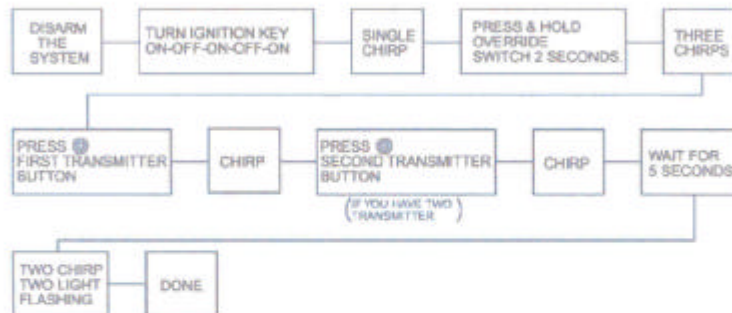 DISARM
THE
SYSTEM
TURN IGNITION KEY
ON-OFF-ON-OFF-ON
SINGLE
CHIRP
PRESS & HOLD
OVERRIDE
SWITCH 2 SECONDS.
THREE
CHIRPS
PRESS
FIRST TRANSMITTER
BUTTON
CHIRP
PRESS
SECOND TRANSMITTER
BUTTON
(IF YOU HAVE TWO
TRANSMITTER)
CHIRP
WAIT FOR
5 SECONDS
TWO CHIRP
TWO LIGHT
FLASHING
DONE